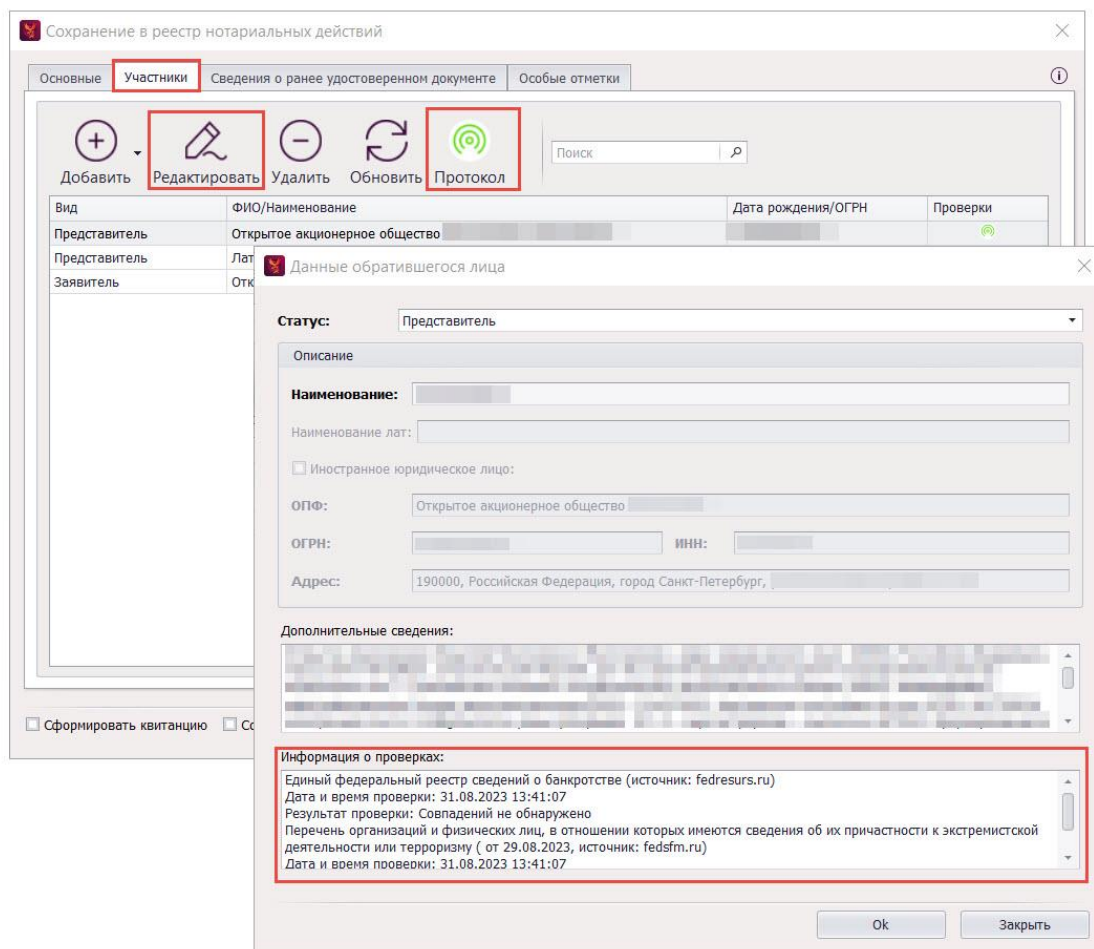 Сохранение в реестр нотариальных действий
Основные Участники Сведения о ранее удостоверенном документе Особые отметки
Добавить Редактировать Удалить Обновить Протокол Поиск
Вид ФИО/Наименование Дата рождения/ОГРН Проверки
Представитель Открытое акционерное общество
Представитель Лат
Заявитель Отк
Данные обратившегося лица
Статус: Представитель
Описание
Наименование:
Наименование лат:
Иностранное юридическое лицо:
ОПФ: Открытое акционерное общество
ОГРН: ИНН:
Адрес: 190000, Российская Федерация, город Санкт-Петербург,
Дополнительные сведения:
Сформировать квитанцию Со
Информация о проверках:
Единый федеральный реестр сведений о банкротстве (источник: fedresurs.ru)
Дата и время проверки: 31.08.2023 13:41:07
Результат проверки: Совпадений не обнаружено
Перечень организаций и физических лиц, в отношении которых имеются сведения об их причастности к экстремистской
деятельности или терроризму ( от 29.08.2023, источник: fedsfm.ru)
Дата и время проверки: 31.08.2023 13:41:07
Ok Закрыть